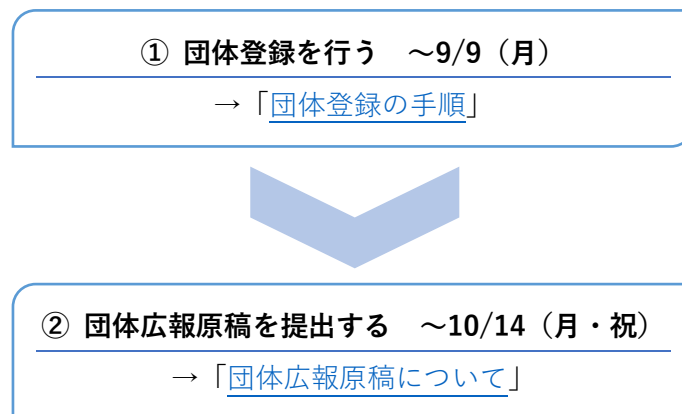 ① 団体登録を行う　～9/9（月）
→「団体登録の手順」
② 団体広報原稿を提出する　～10/14（月・祝）
→「団体広報原稿について」